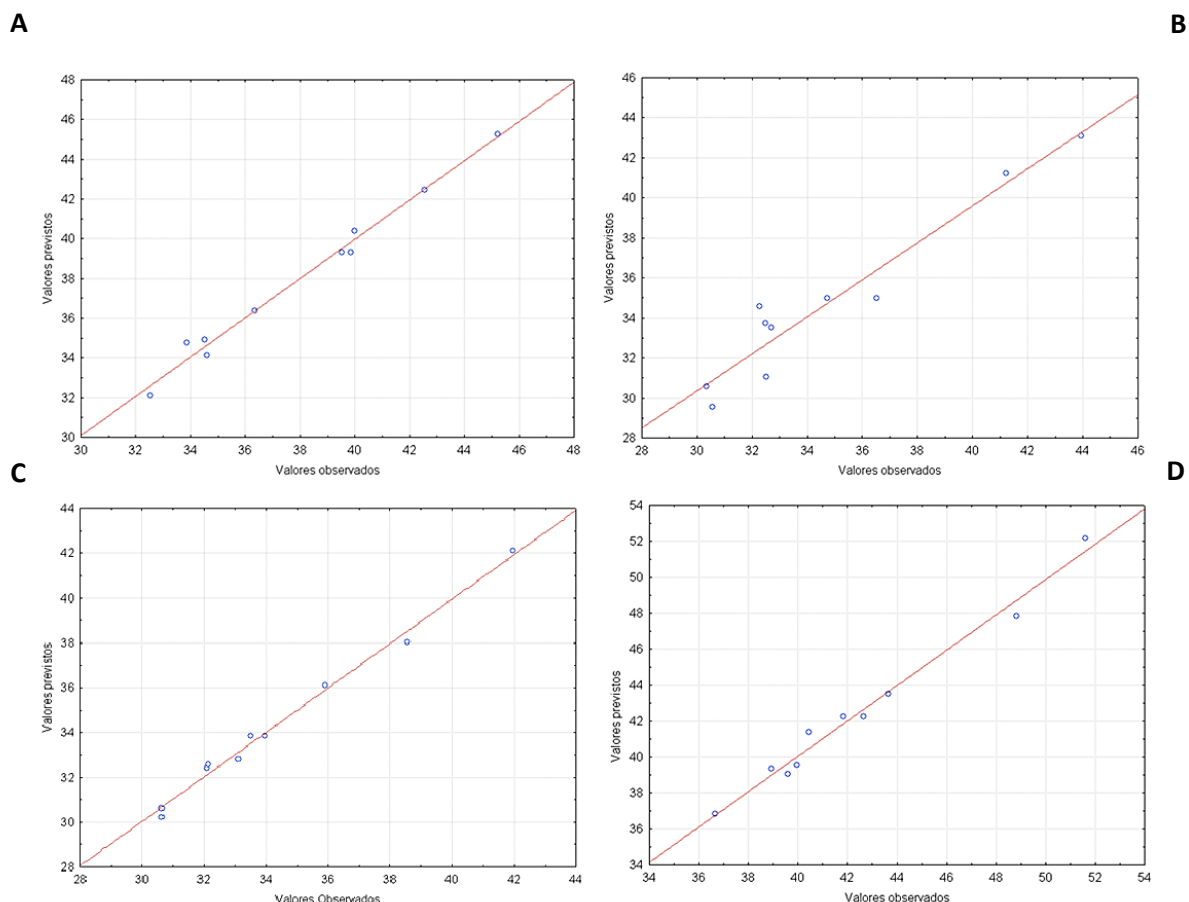 A
B
48
46
44
42
40
38
36
34
32
30
Valores previstos
30 32 34 36 38 40 42 44 46 48
Valores observados
46
44
42
40
38
36
34
32
30
28
Valores previstos
28 30 32 34 36 38 40 42 44 46
Valores observados
C
D
44
42
40
38
36
34
32
30
28
Valores previstos
28 30 32 34 36 38 40 42 44
Valores Observados
54
52
50
48
46
44
42
40
38
36
34
Valores previstos
34 36 38 40 42 44 46 48 50 52 54
Valores observados